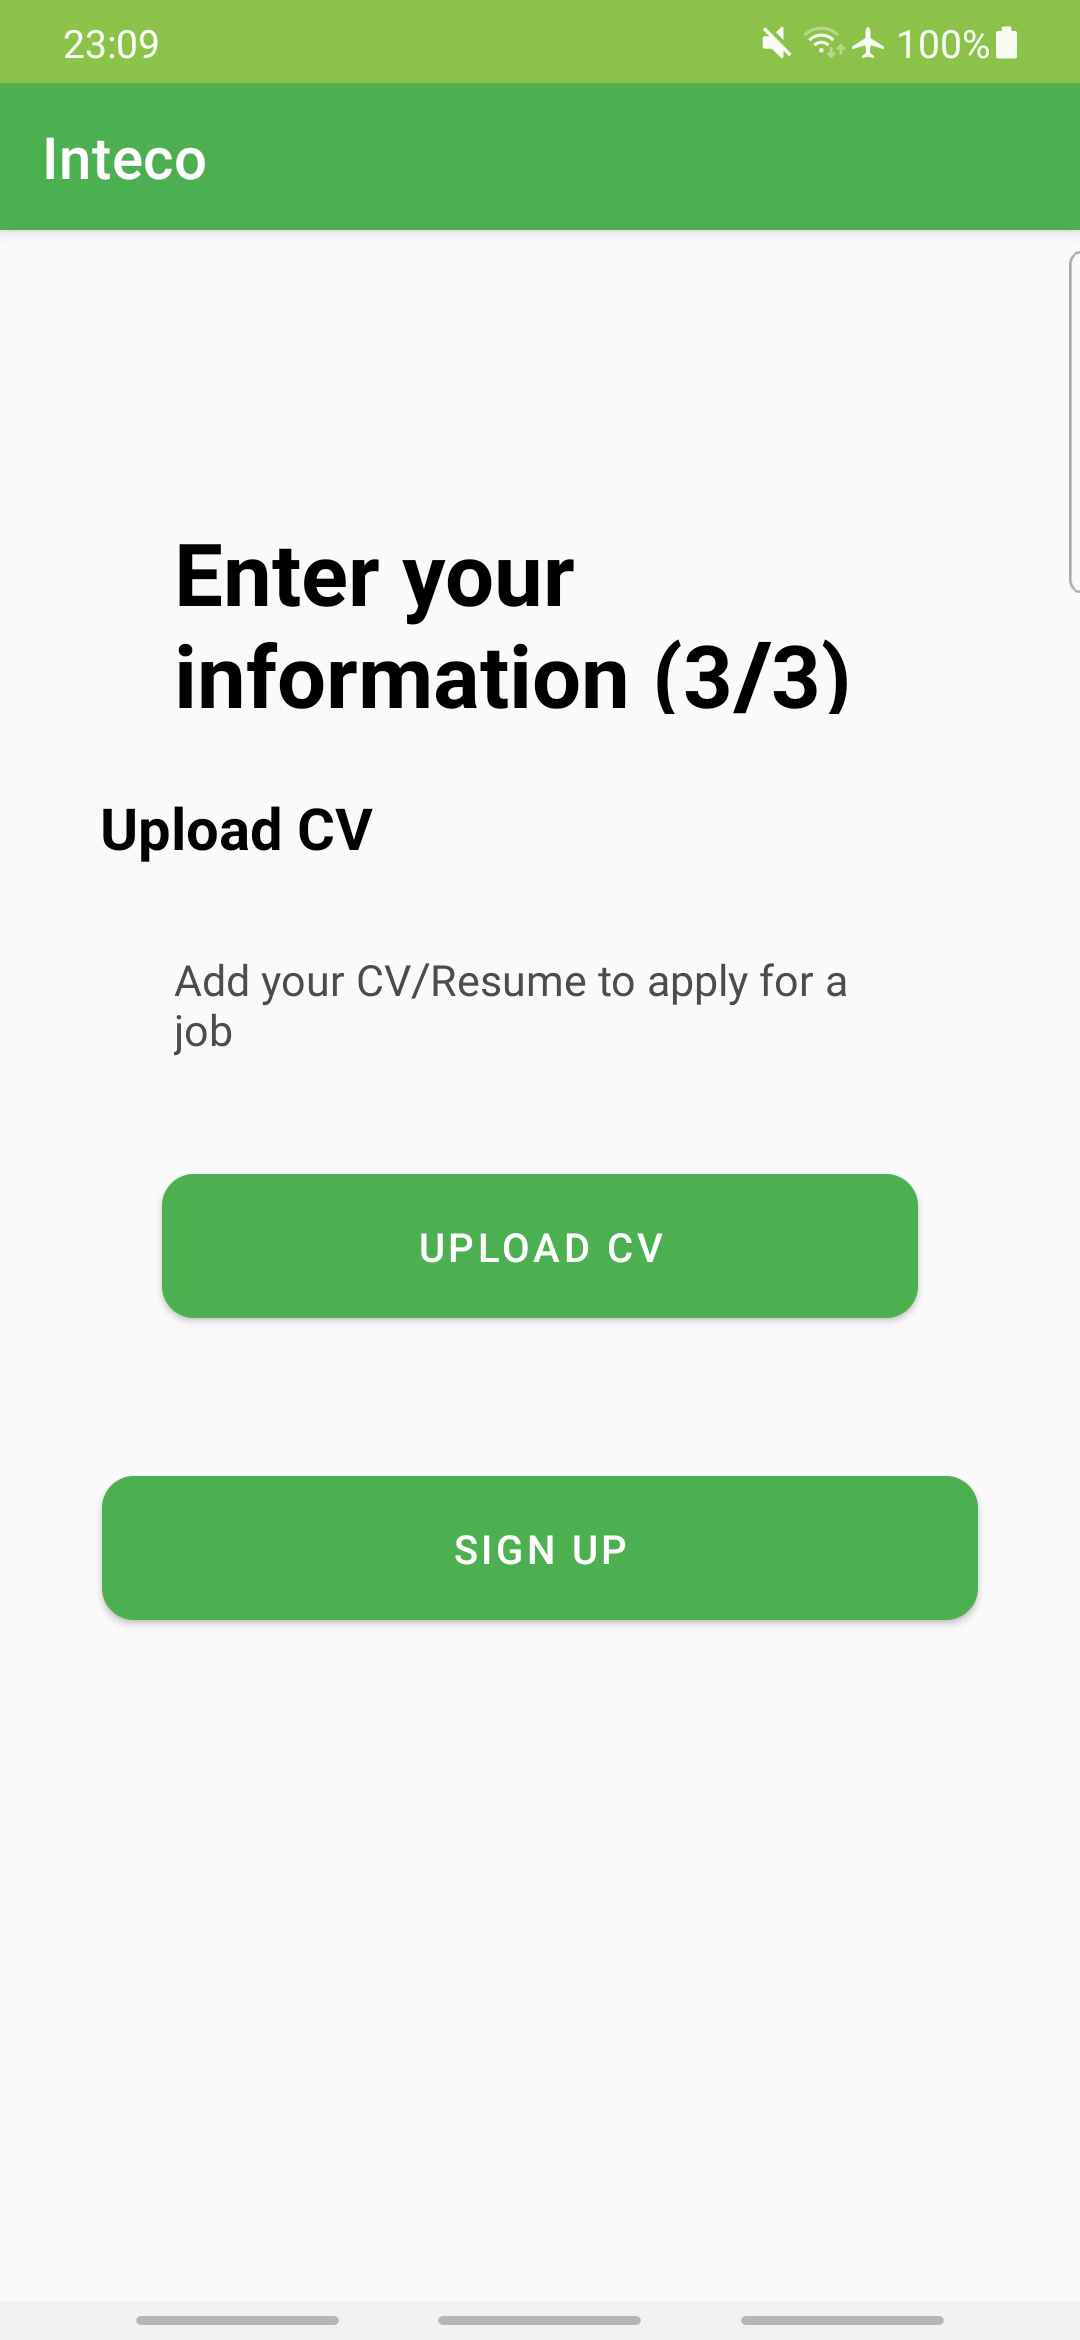 23:09 100%
Inteco
Enter your
information (3/3)
Upload CV
Add your CV/Resume to apply for a
job
UPLOAD CV
SIGN UP